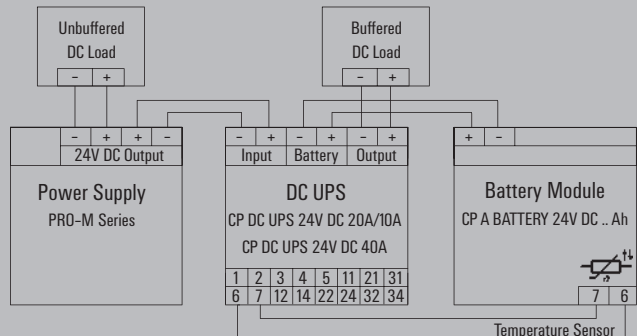 Unbuffered
DC Load
- +
Buffered
DC Load
- +
- + + -
24V DC Output
Power Supply
PRO-M Series
- + - + - +
Input Battery Output
DC UPS
CP DC UPS 24V DC 20A/10A
CP DC UPS 24V DC 40A
1 2 3 4 5 11 21 31
6 7 12 14 22 24 32 34
+ -
Battery Module
CP A BATTERY 24V DC .. Ah
7 6
Temperature Sensor